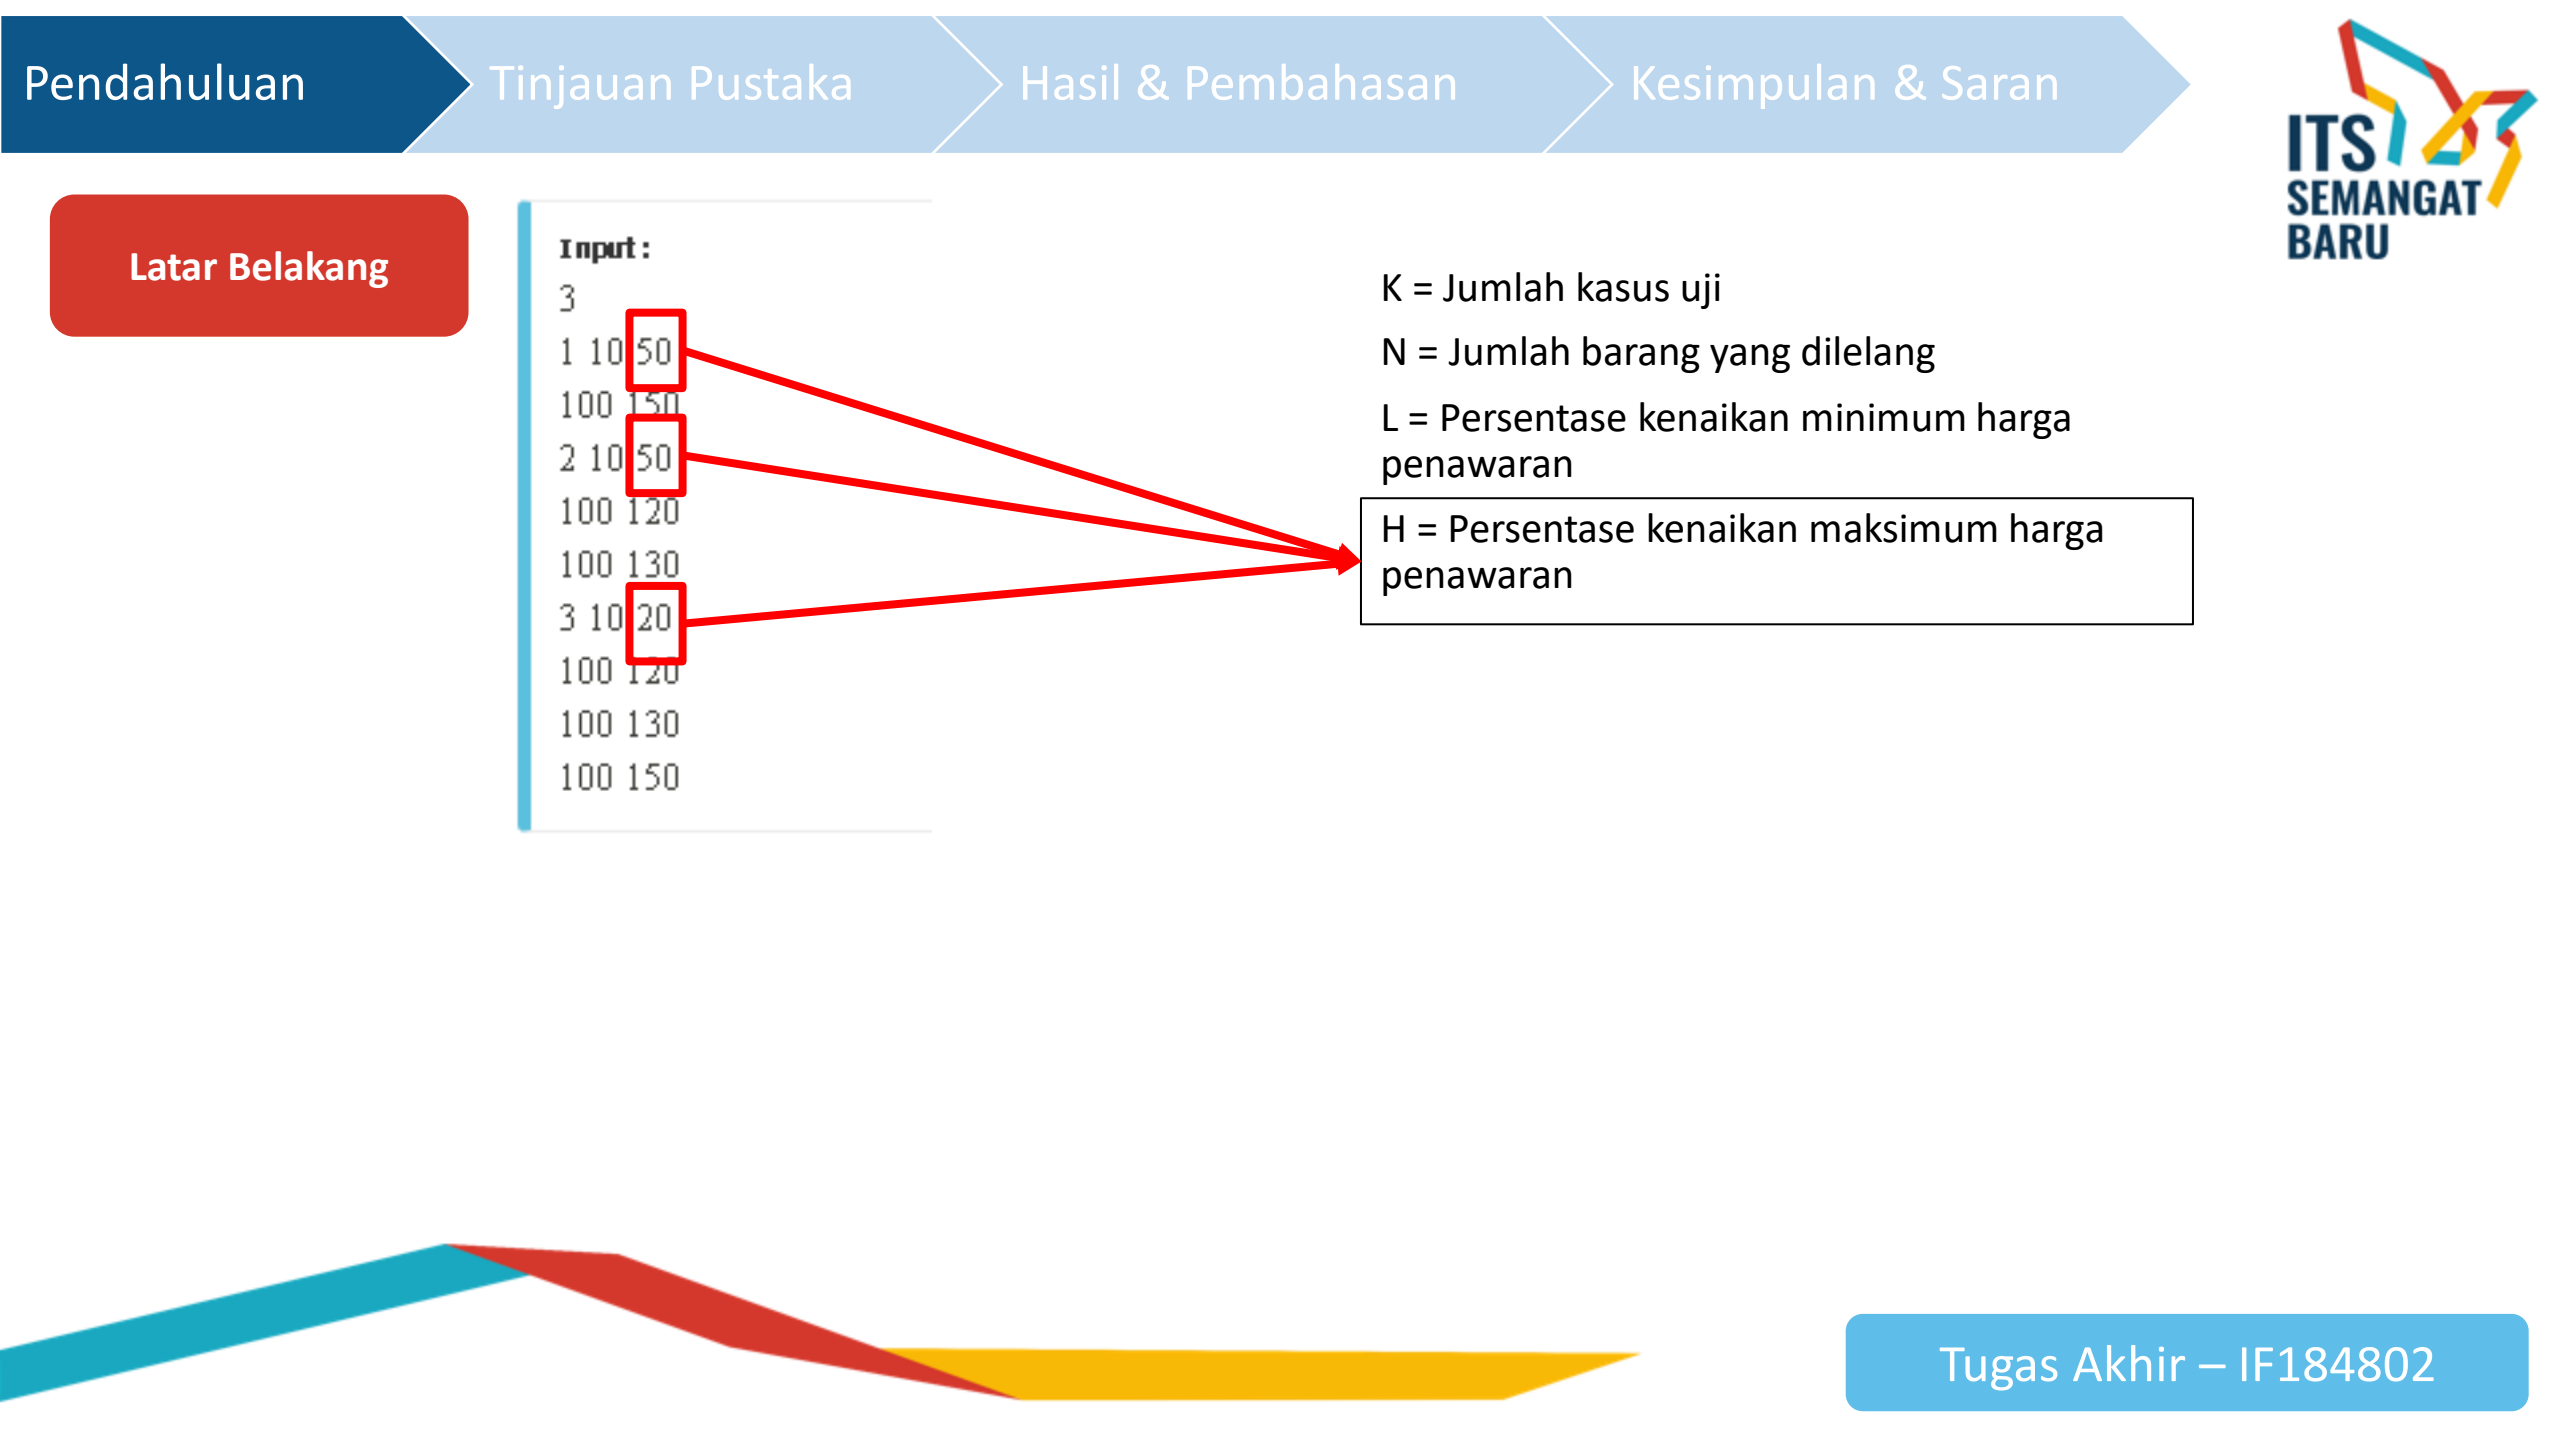 Pendahuluan
Tinjauan Pustaka
Hasil & Pembahasan
Kesimpulan & Saran
ITS
SEMANGAT
BARU
Latar Belakang
Input:
3
1 10 50
100 150
2 10 50
100 120
100 130
3 10 20
100 120
100 130
100 150
K = Jumlah kasus uji
N = Jumlah barang yang dilelang
L = Persentase kenaikan minimum harga
penawaran
H = Persentase kenaikan maksimum harga
penawaran
Tugas Akhir – IF184802